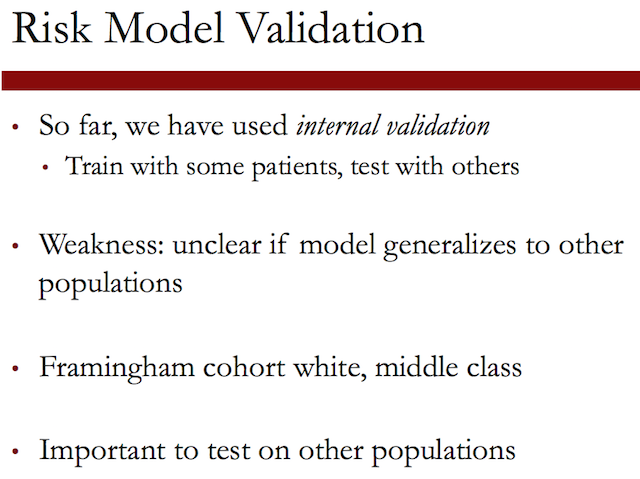 Risk Model Validation
• So far, we have used internal validation
• Train with some patients, test with others
• Weakness: unclear if model generalizes to other
populations
• Framingham cohort white, middle class
• Important to test on other populations